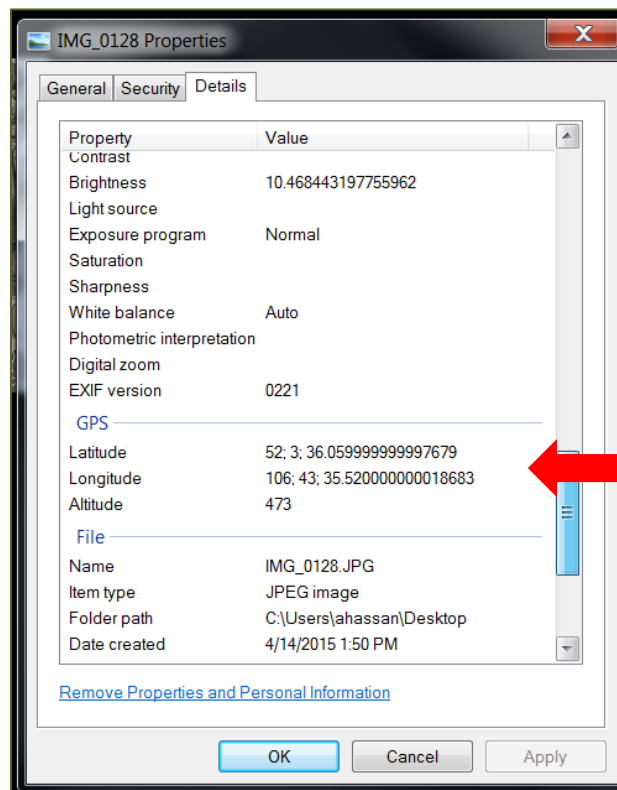 IMG_0128 Properties
General Security Details
Property Value
Contrast
Brightness 10.468443197755962
Light source
Exposure program Normal
Saturation
Sharpness
White balance Auto
Photometric interpretation
Digital zoom
EXIF version 0221
GPS
Latitude 52; 3; 36.059999999997679
Longitude 106; 43; 35.520000000018683
Altitude 473
File
Name IMG_0128.JPG
Item type JPEG image
Folder path C:\Users\ahassan\Desktop
Date created 4/14/2015 1:50 PM
Remove Properties and Personal Information
OK Cancel Apply